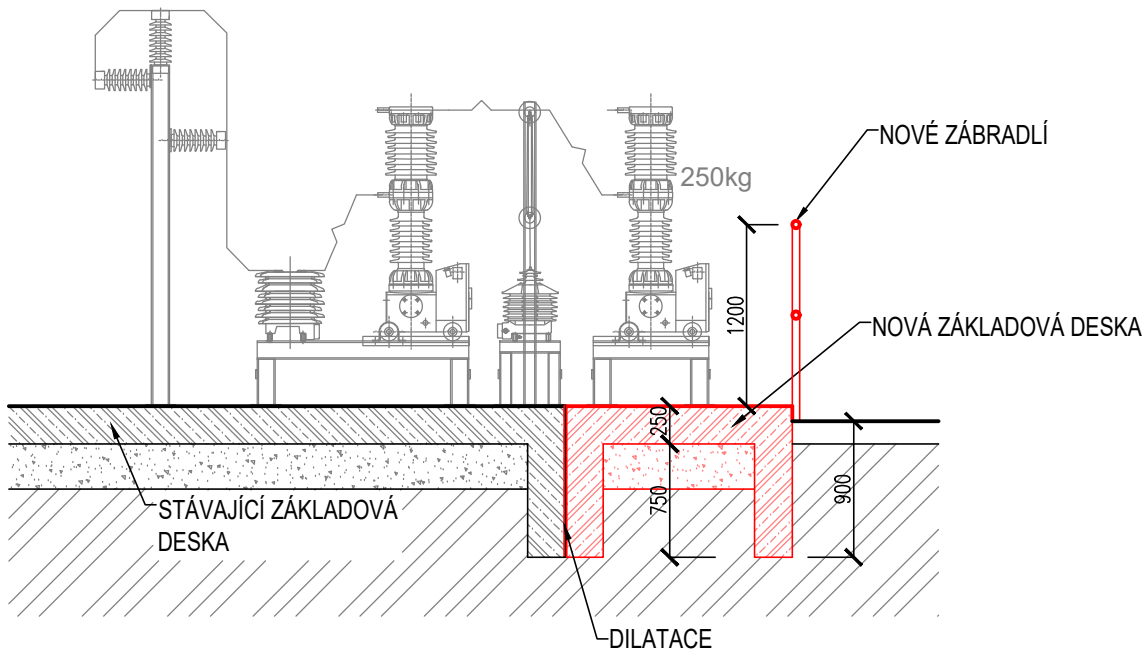 NOVÉ ZÁBRADLÍ
250kg
1200
NOVÁ ZÁKLADOVÁ DESKA
250
750
900
STÁVAJÍCÍ ZÁKLADOVÁ
DESKA
DILATACE